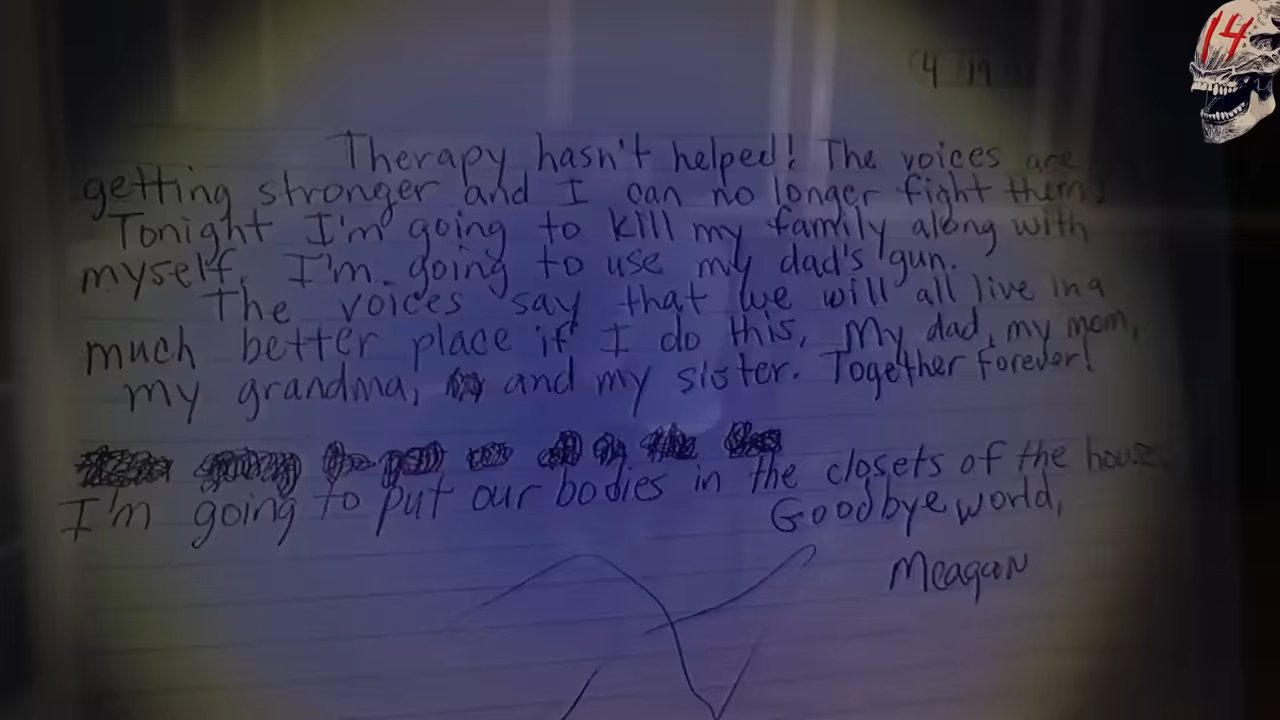 14
4 19
Therapy hasn't helped! The voices are
getting stronger and I can no longer fight them.
Tonight I'm going to kill my family along with
myself. I'm going to use my dad's gun.
The voices say that we will all live in a
much better place if I do this. My dad, my mom,
my grandma, and my sister. Together forever!
I'm going to put our bodies in the closets of the
Goodbye world,
Meagan